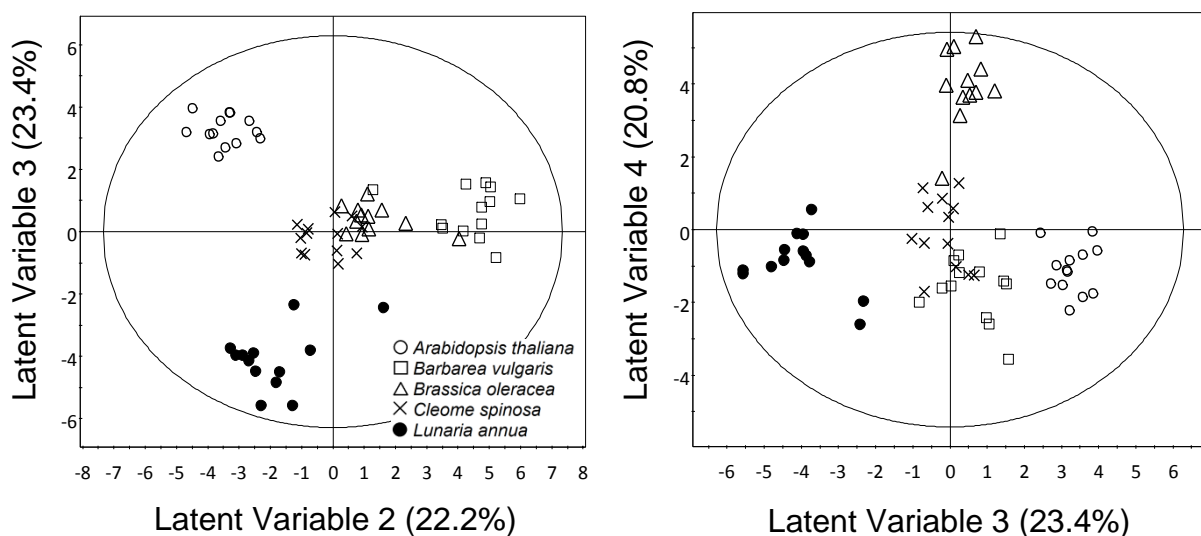 Latent Variable 3 (23.4%)
6
4
2
0
-2
-4
-6
-8 -7 -6 -5 -4 -3 -2 -1 0 1 2 3 4 5 6 7 8
Latent Variable 2 (22.2%)
Arabidopsis thaliana
Barbarea vulgaris
Brassica oleracea
Cleome spinosa
Lunaria annua
Latent Variable 4 (20.8%)
4
2
0
-2
-4
-6 -5 -4 -3 -2 -1 0 1 2 3 4 5 6
Latent Variable 3 (23.4%)